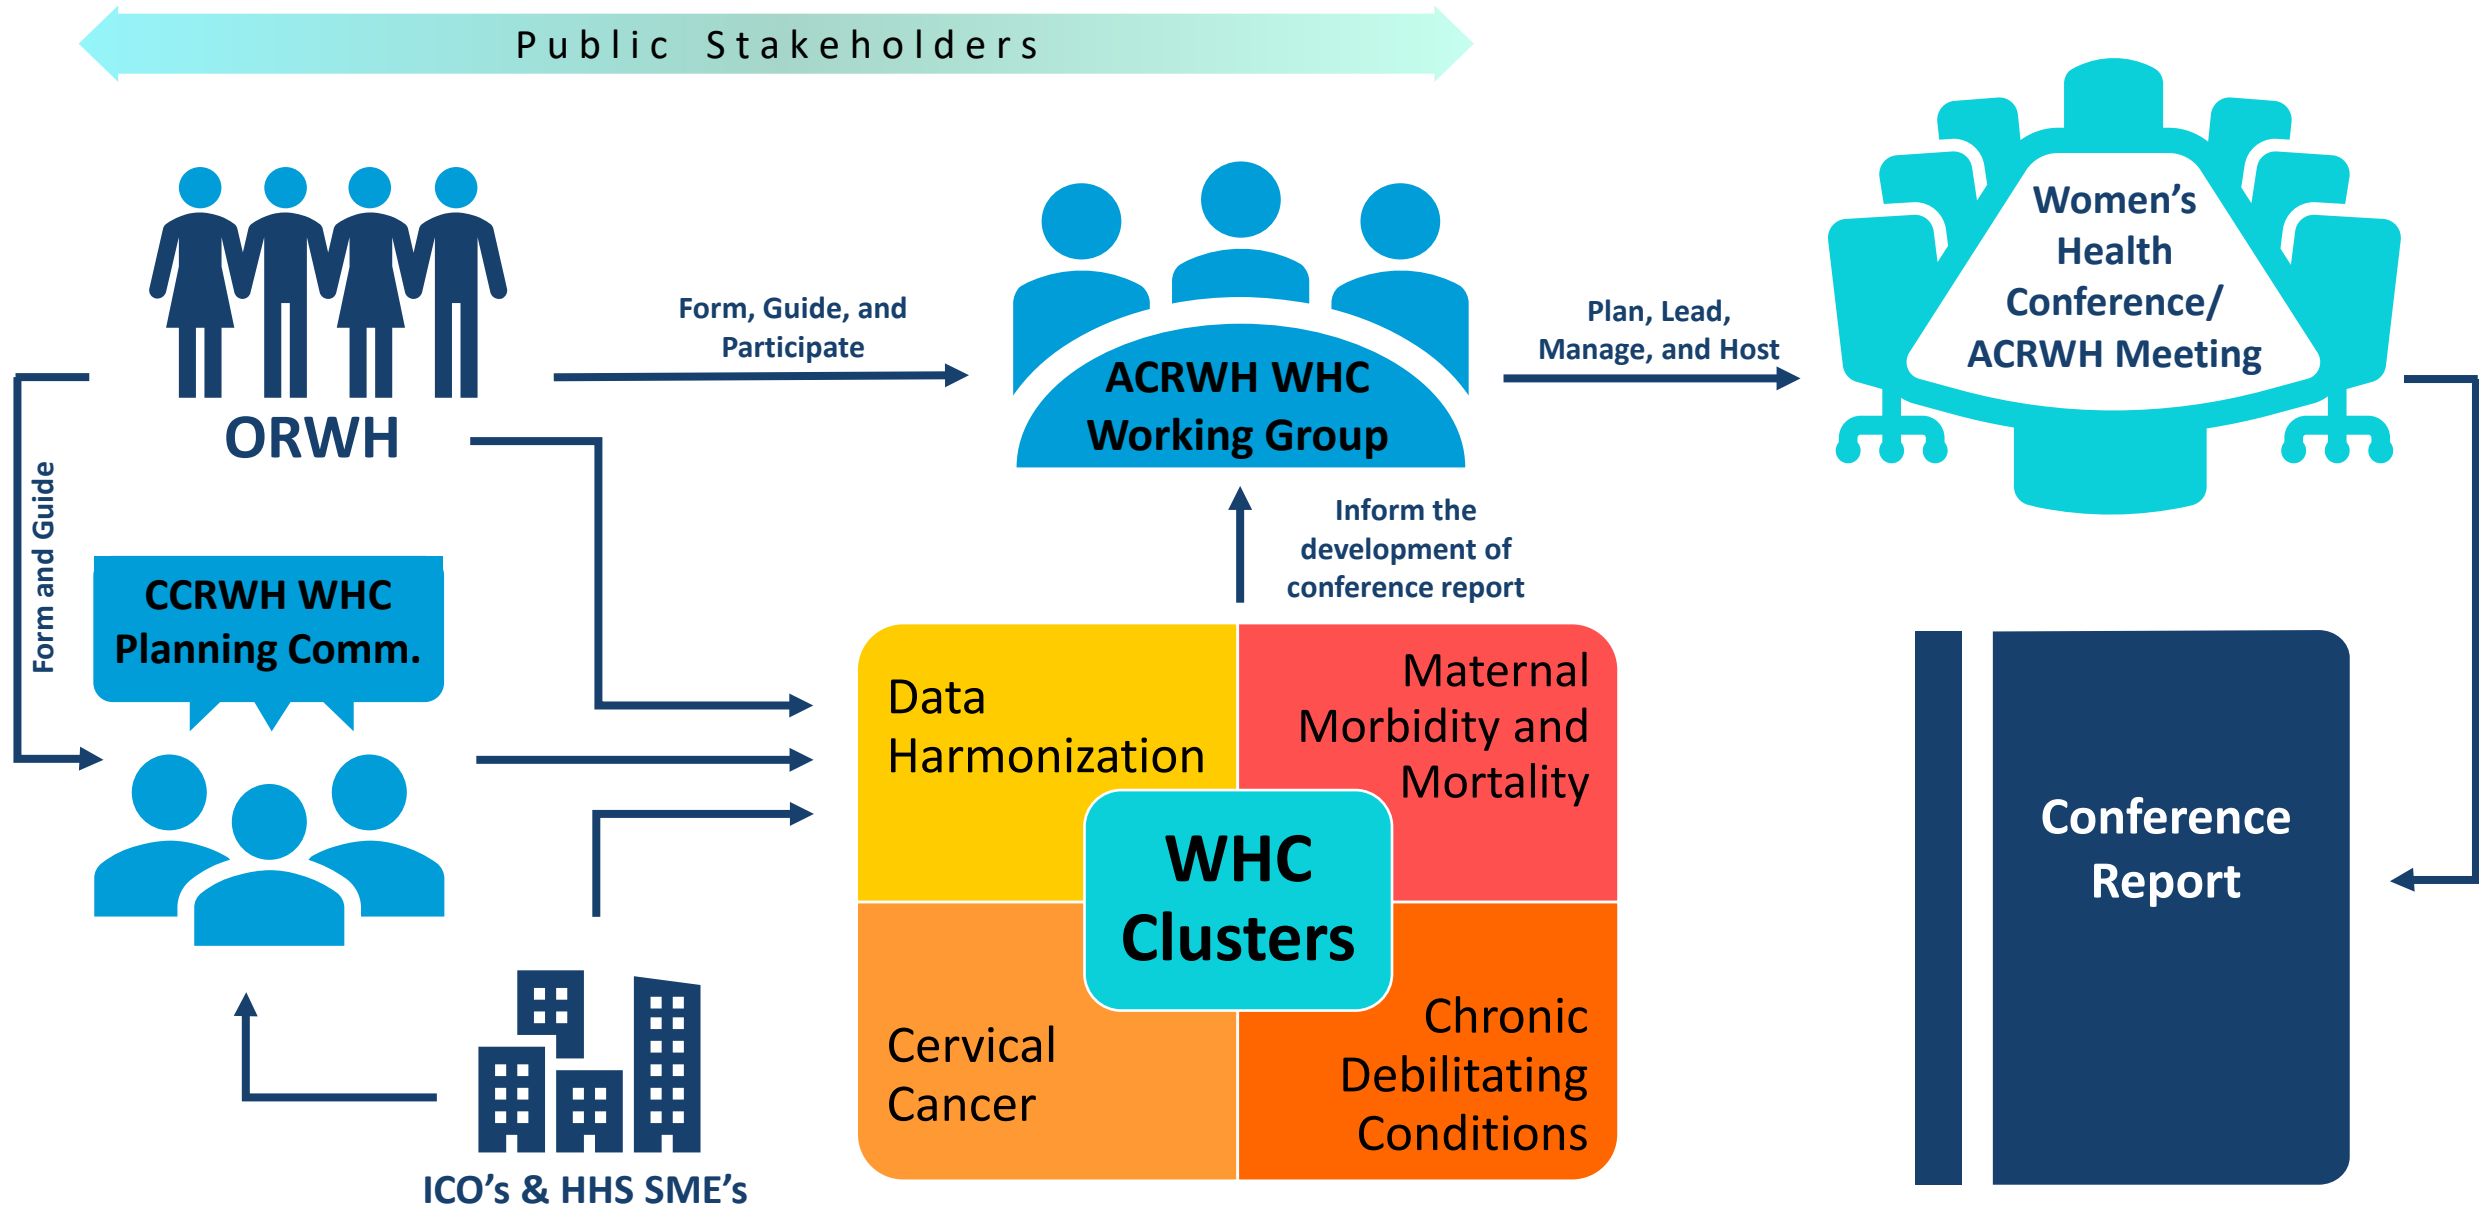 Public Stakeholders
ORWH
Form, Guide, and
Participate
ACRWH WHC
Working Group
Plan, Lead,
Manage, and Host
Women’s
Health
Conference/
ACRWH Meeting
Form and Guide
CCRWH WHC
Planning Comm.
Inform the
development of
conference report
Data
Harmonization
Maternal
Morbidity and
Mortality
WHC
Clusters
Cervical
Cancer
Chronic
Debilitating
Conditions
ICO’s & HHS SME’s
Conference
Report